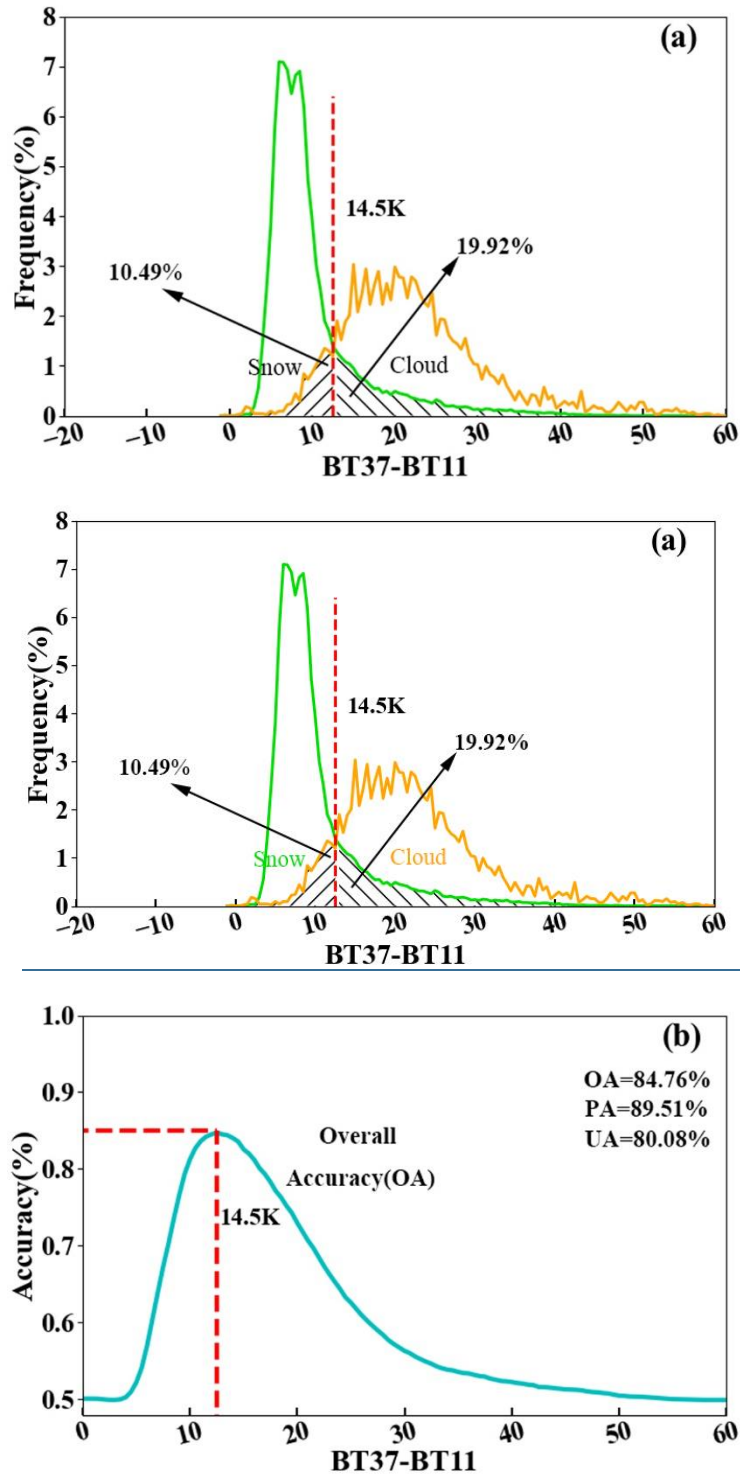 8
(a)
7
6
5
14.5K
4
19.92%
3
10.49%
2
1
Snow
Cloud
0
Frequency(%)
−20
−10
0
10
20
30
40
50
60
BT37-BT11
8
(a)
7
6
5
14.5K
4
19.92%
3
10.49%
2
1
Snow
Cloud
0
Frequency(%)
−20
−10
0
10
20
30
40
50
60
BT37-BT11
1.0
(b)
OA=84.76%
0.9
PA=89.51%
UA=80.08%
Overall
Accuracy(OA)
0.8
14.5K
0.7
0.6
0.5
Accuracy(%)
0
10
20
30
40
50
60
BT37-BT11